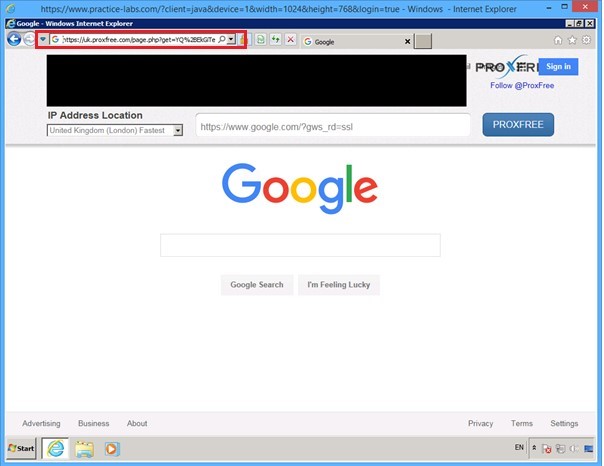 https://www.practice-labs.com/?client=java&device=1&width=1024&height=768&login=true - Windows - Internet Explorer
Google - Windows Internet Explorer
https://uk.proxfree.com/page.php?get=YQ%2BEkGlTe
Google
PROXFREE
Sign in
Follow @ProxFree
IP Address Location
United Kingdom (London) Fastest
https://www.google.com/?gws_rd=ssl
PROXFREE
Google
Google Search
I'm Feeling Lucky
Advertising
Business
About
Privacy
Terms
Settings
Start
EN